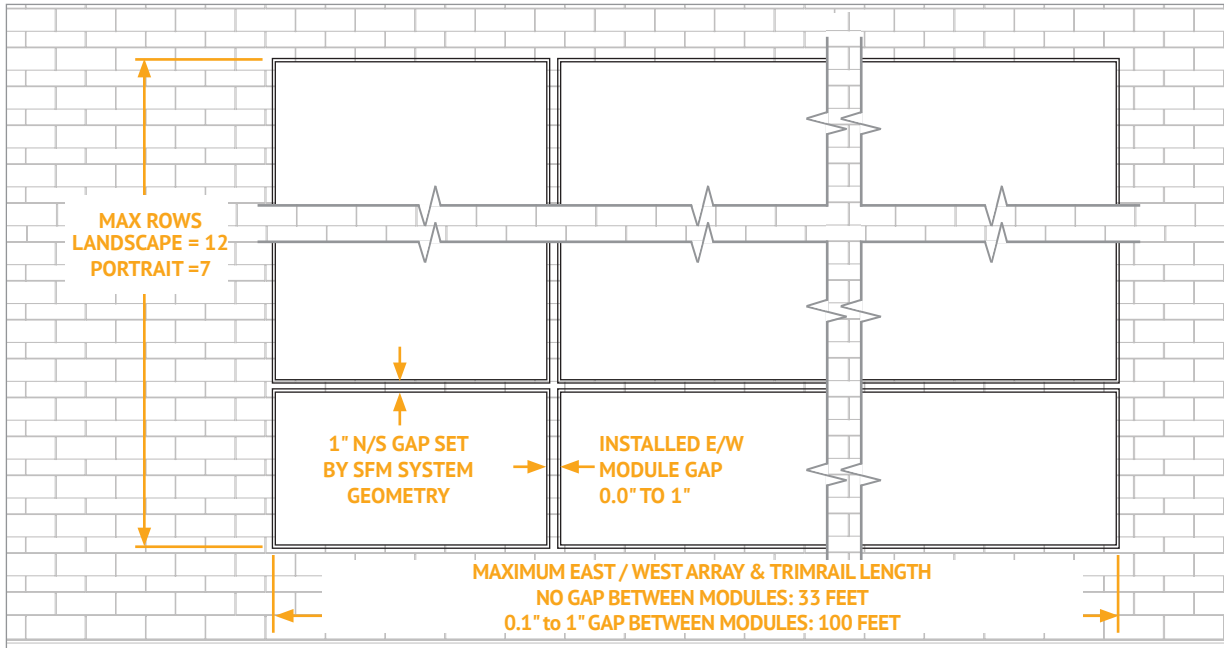 MAX ROWS
LANDSCAPE = 12
PORTRAIT =7
1" N/S GAP SET
BY SFM SYSTEM
GEOMETRY
INSTALLED E/W
MODULE GAP
0.0" TO 1"
MAXIMUM EAST / WEST ARRAY & TRIMRAIL LENGTH
NO GAP BETWEEN MODULES: 33 FEET
0.1" to 1" GAP BETWEEN MODULES: 100 FEET